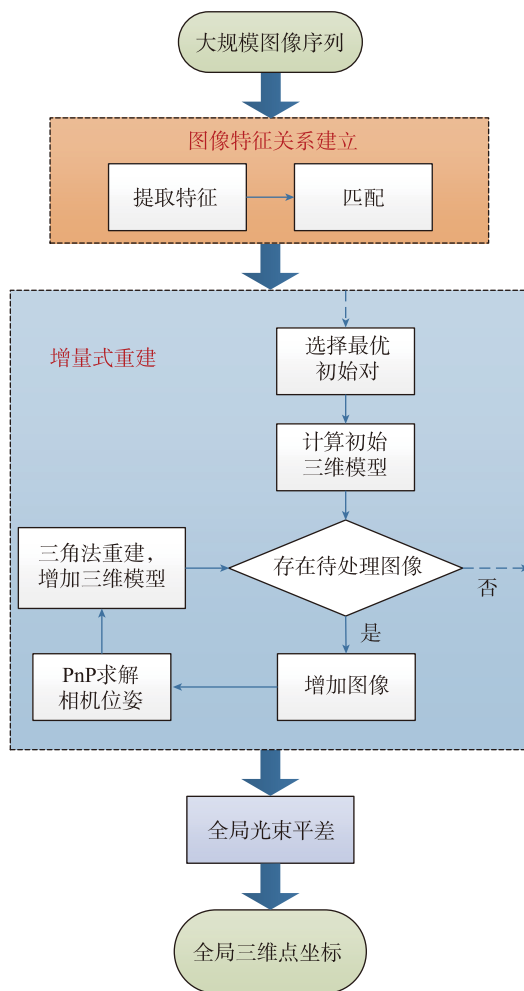 大规模图像序列
图像特征关系建立
提取特征
匹配
增量式重建
选择最优
初始对
计算初始
三维模型
存在待处理图像
否
是
三角法重建,
增加三维模型
PnP求解
相机位姿
增加图像
全局光束平差
全局三维点坐标